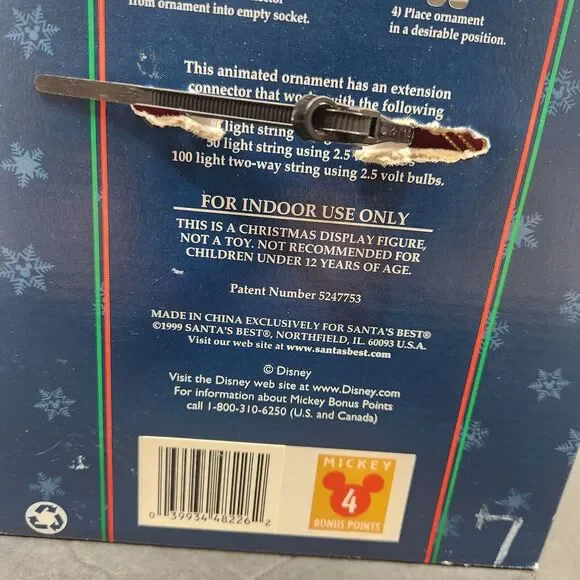 from ornament into empty socket.
4) Place ornament
in a desirable position.
This animated ornament has an extension
connector that with the following
light string
light string using 2.5
100 light two-way string using 2.5 volt bulbs.
FOR INDOOR USE ONLY
THIS IS A CHRISTMAS DISPLAY FIGURE,
NOT A TOY. NOT RECOMMENDED FOR
CHILDREN UNDER 12 YEARS OF AGE.
Patent Number 5247753
MADE IN CHINA EXCLUSIVELY FOR SANTA'S BEST®
©1999 SANTA'S BEST®, NORTHFIELD, IL 60093 U.S.A.
Visit our web site at www.santasbest.com
© Disney
Visit the Disney web site at www.Disney.com
For information about Mickey Bonus Points
call 1-800-310-6250 (U.S. and Canada)
MICKEY
4
BONUS POINTS
0 39934 48226 2
7